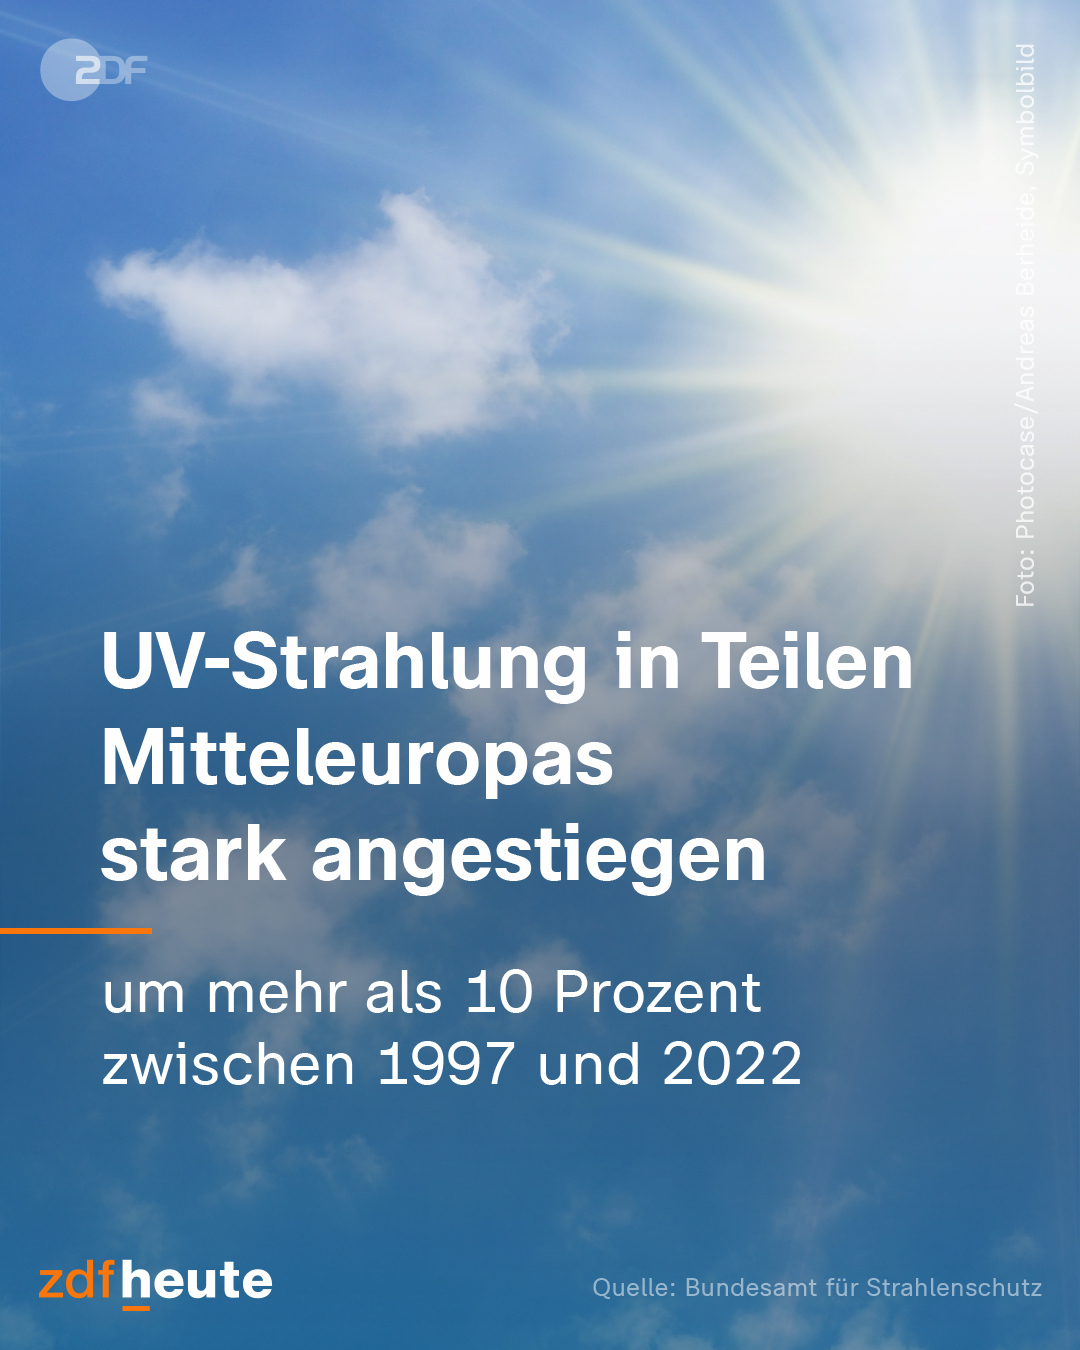 ZDF
Foto: Photocase/Andreas Berheide, Symbolbild
UV-Strahlung in Teilen
Mitteleuropas
stark angestiegen
um mehr als 10 Prozent
zwischen 1997 und 2022
zdfheute
Quelle: Bundesamt für Strahlenschutz